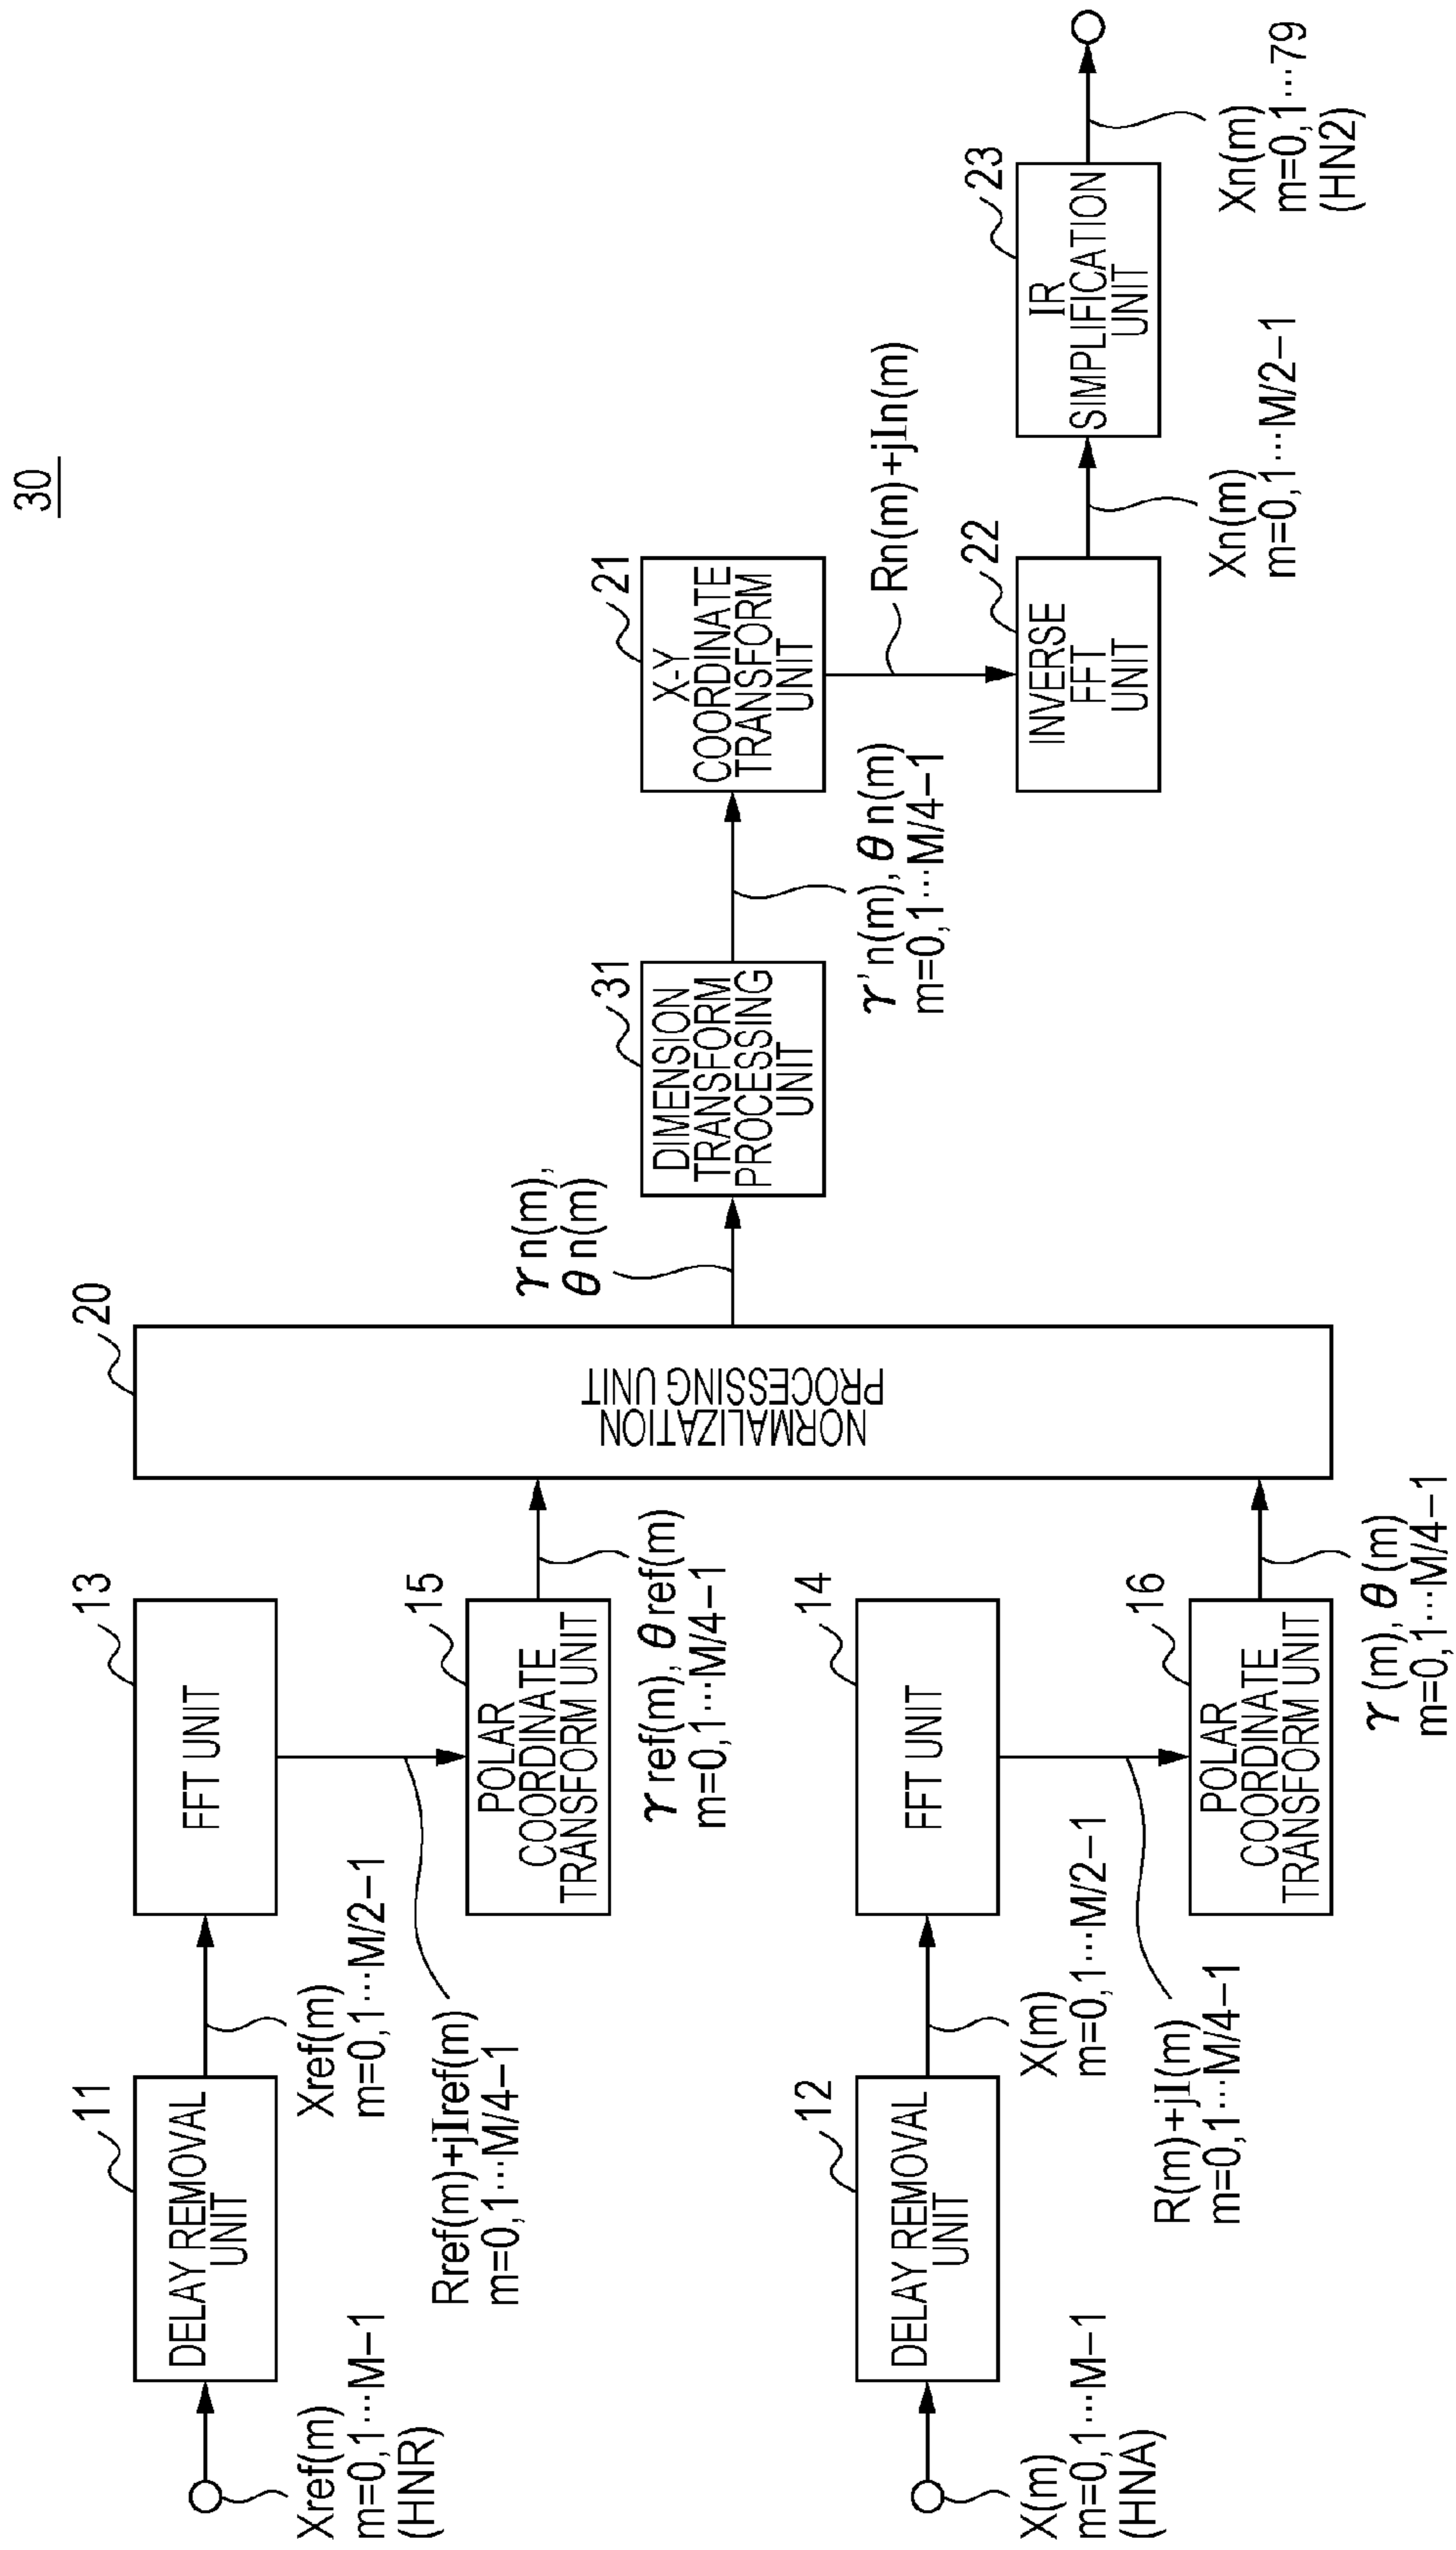 30
Xref(m)
m=0,1···M−1
(HNR)
11
DELAY REMOVAL
UNIT
Xref(m)
m=0,1···M/2−1
13
FFT UNIT
Rref(m)+jIref(m)
m=0,1···M/4−1
15
POLAR
COORDINATE
TRANSFORM UNIT
γref(m), θref(m)
m=0,1···M/4−1
X(m)
m=0,1···M−1
(HNA)
12
DELAY REMOVAL
UNIT
X(m)
m=0,1···M/2−1
14
FFT UNIT
R(m)+jI(m)
m=0,1···M/4−1
16
POLAR
COORDINATE
TRANSFORM UNIT
γ(m), θ(m)
m=0,1···M/4−1
20
NORMALIZATION
PROCESSING UNIT
γn(m),
θn(m)
31
DIMENSION
TRANSFORM
PROCESSING
UNIT
γ'n(m), θn(m)
m=0,1···M/4−1
21
X-Y
COORDINATE
TRANSFORM
UNIT
Rn(m)+jIn(m)
22
INVERSE
FFT
UNIT
Xn(m)
m=0,1···M/2−1
23
IR
SIMPLIFICATION
UNIT
Xn(m)
m=0,1···79
(HN2)